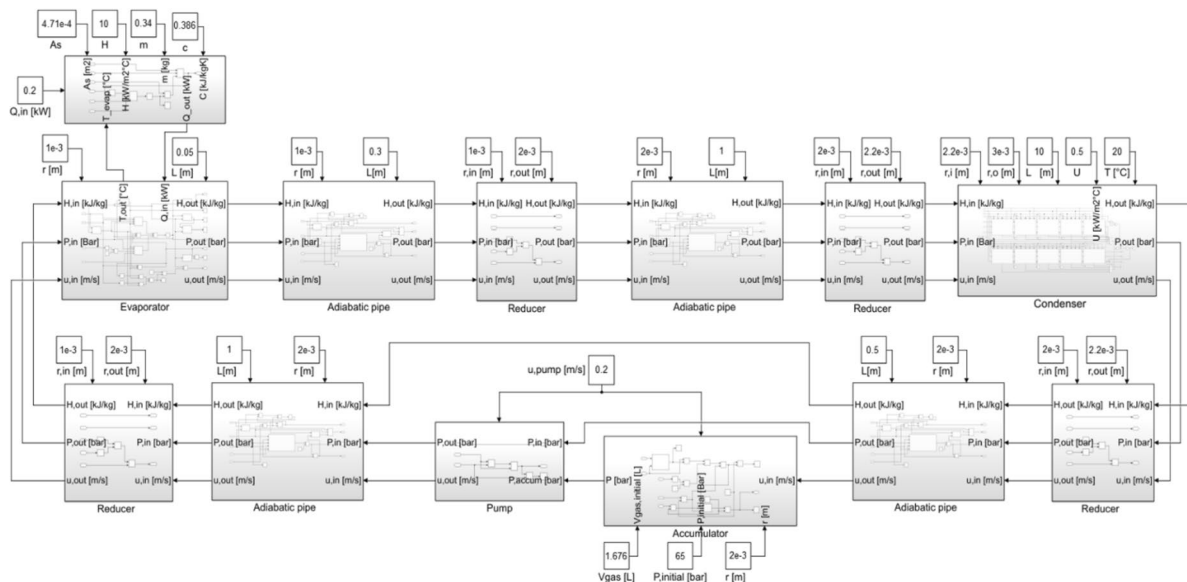 4.71e-4 10 0.34 0.386
As H m c
As [m2] T_evap [°C] H [kW/m2°C] m [kg] Q_out [kW] C [kJ/kgK]
0.2
Q,in [kW]
1e-3 0.05 1e-3 0.3 1e-3 2e-3 2e-3 1 2e-3 2.2e-3 2.2e-3 3e-3 10 0.5 20
r [m] L [m] r [m] L[m] r,in [m] r,out [m] r [m] L[m] r,in [m] r,out [m] r,i [m] r,o [m] L [m] U T [°C]
T,out [°C] Q,in [kW] U [kW/m2°C]
H,in [kJ/kg] H,out [kJ/kg] H,in [kJ/kg] H,out [kJ/kg] H,in [kJ/kg] H,out [kJ/kg] H,in [kJ/kg] H,out [kJ/kg] H,in [kJ/kg] H,out [kJ/kg] H,in [kJ/kg] H,out [kJ/kg]
P,in [Bar] P,out [bar] P,in [bar] P,out [bar] P,in [Bar] P,out [bar] P,in [bar] P,out [bar] P,in [Bar] P,out [bar] P,in [Bar] P,out [bar]
u,in [m/s] u,out [m/s] u,in [m/s] u,out [m/s] u,in [m/s] u,out [m/s] u,in [m/s] u,out [m/s] u,in [m/s] u,out [m/s] u,in [m/s] u,out [m/s]
Evaporator Adiabatic pipe Reducer Adiabatic pipe Reducer Condenser
1e-3 2e-3 1 2e-3 0.5 2e-3 2e-3 2.2e-3
r,in [m] r,out [m] L[m] r [m] u,pump [m/s] 0.2 L[m] r [m] r,in [m] r,out [m]
H,out [kJ/kg] H,in [kJ/kg] H,out [kJ/kg] H,in [kJ/kg] H,out [kJ/kg] H,in [kJ/kg] H,out [kJ/kg] H,in [kJ/kg]
P,out [bar] P,in [bar] P,out [bar] P,in [bar] P,out [bar] P,in [bar] P,out [bar] P,in [bar] P,out [bar] P,in [bar]
u,out [m/s] u,in [m/s] u,out [m/s] u,in [m/s] u,out [m/s] P,accum [bar] P [bar] u,in [m/s] u,out [m/s] u,in [m/s] u,out [m/s] u,in [m/s]
Vgas,initial [L] P,initial [Bar] r [m]
Reducer Adiabatic pipe Pump Accumulator Adiabatic pipe Reducer
1.676 65 2e-3
Vgas [L] P,initial [bar] r [m]